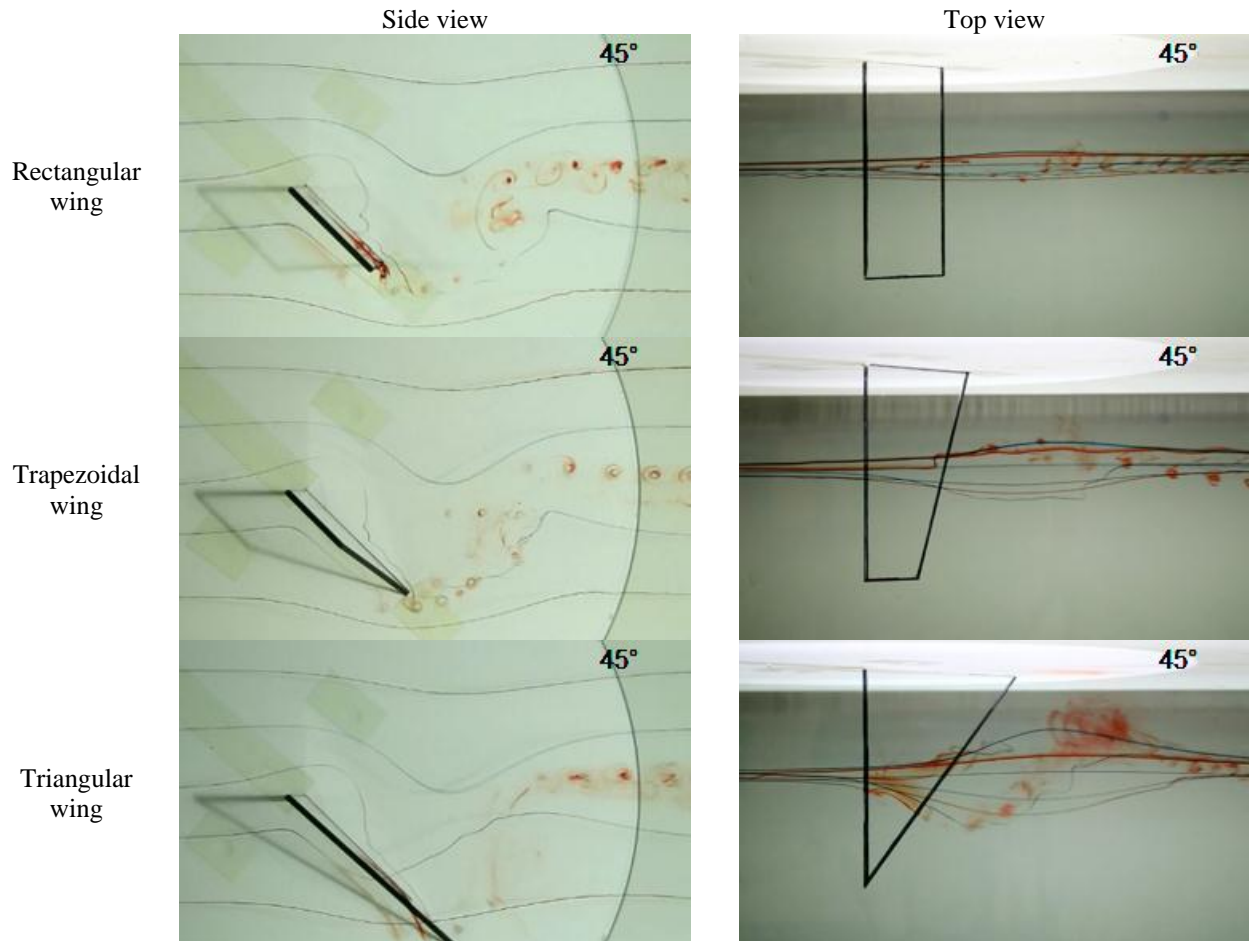 Side view
Top view
45°
45°
Rectangular
wing
45°
45°
Trapezoidal
wing
45°
45°
Triangular
wing